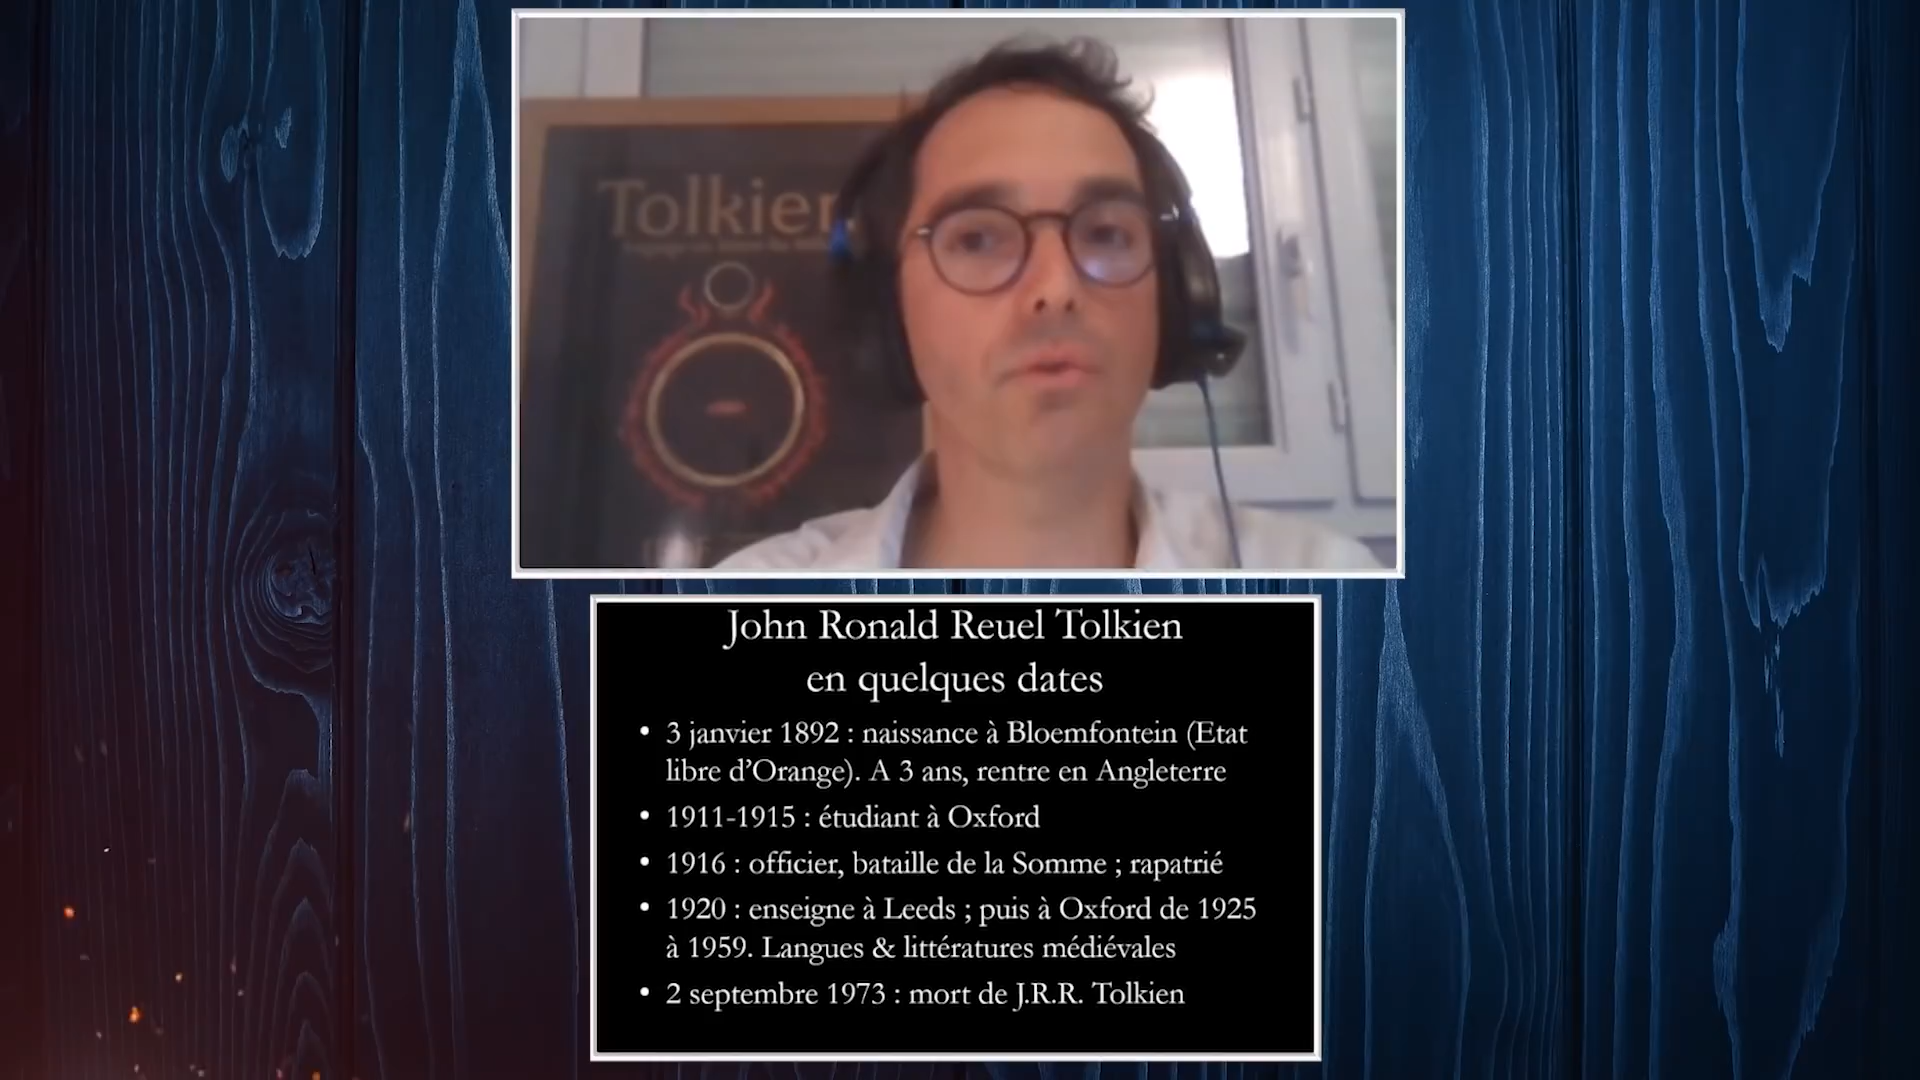 Tolkien
John Ronald Reuel Tolkien
en quelques dates
• 3 janvier 1892 : naissance à Bloemfontein (Etat
libre d’Orange). A 3 ans, rentre en Angleterre
• 1911-1915 : étudiant à Oxford
• 1916 : officier, bataille de la Somme ; rapatrié
• 1920 : enseigne à Leeds ; puis à Oxford de 1925
à 1959. Langues & littératures médiévales
• 2 septembre 1973 : mort de J.R.R. Tolkien